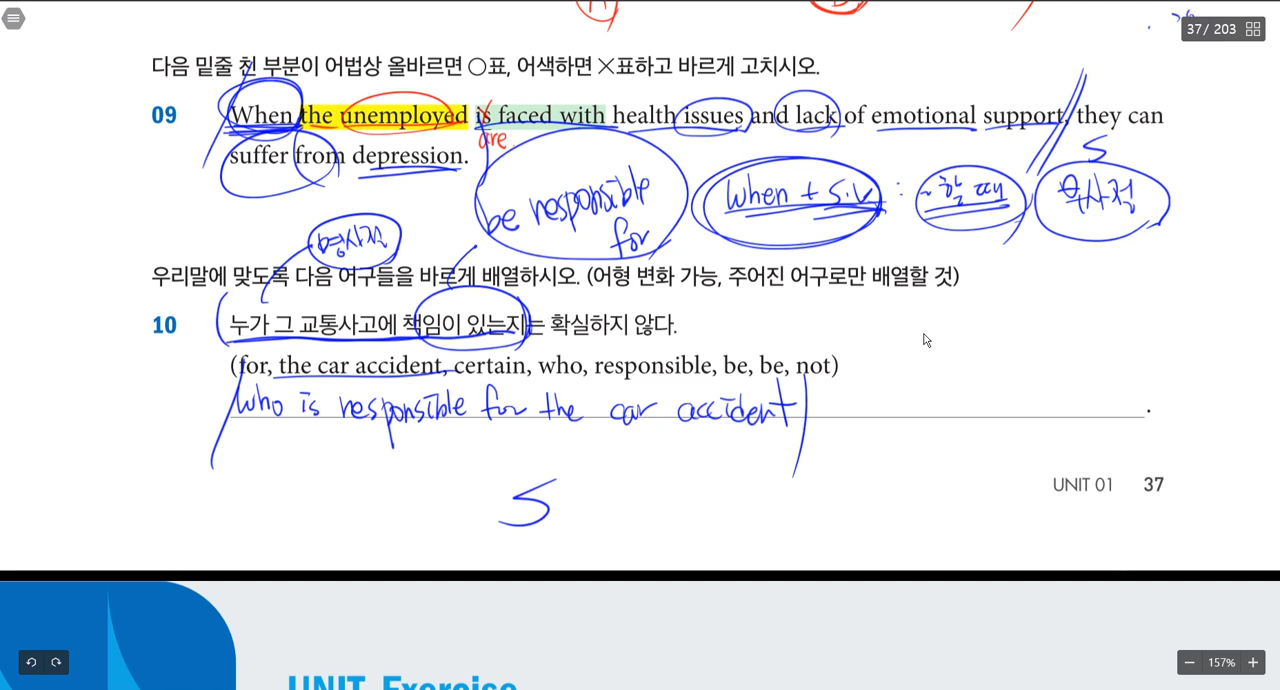 37/ 203
다음 밑줄 친 부분이 어법상 올바르면 ○표, 어색하면 ×표하고 바르게 고치시오.
09 When the unemployed is faced with health issues and lack of emotional support, they can
are
suffer from depression.
S
be responsible for
When + S.V : ~할 때
부사절
명사절
우리말에 맞도록 다음 어구들을 바르게 배열하시오. (어형 변화 가능, 주어진 어구로만 배열할 것)
10 누가 그 교통사고에 책임이 있는지는 확실하지 않다.
(for, the car accident, certain, who, responsible, be, be, not)
who is responsible for the car accident .
S
UNIT 01 37
UNIT Exercise
157%